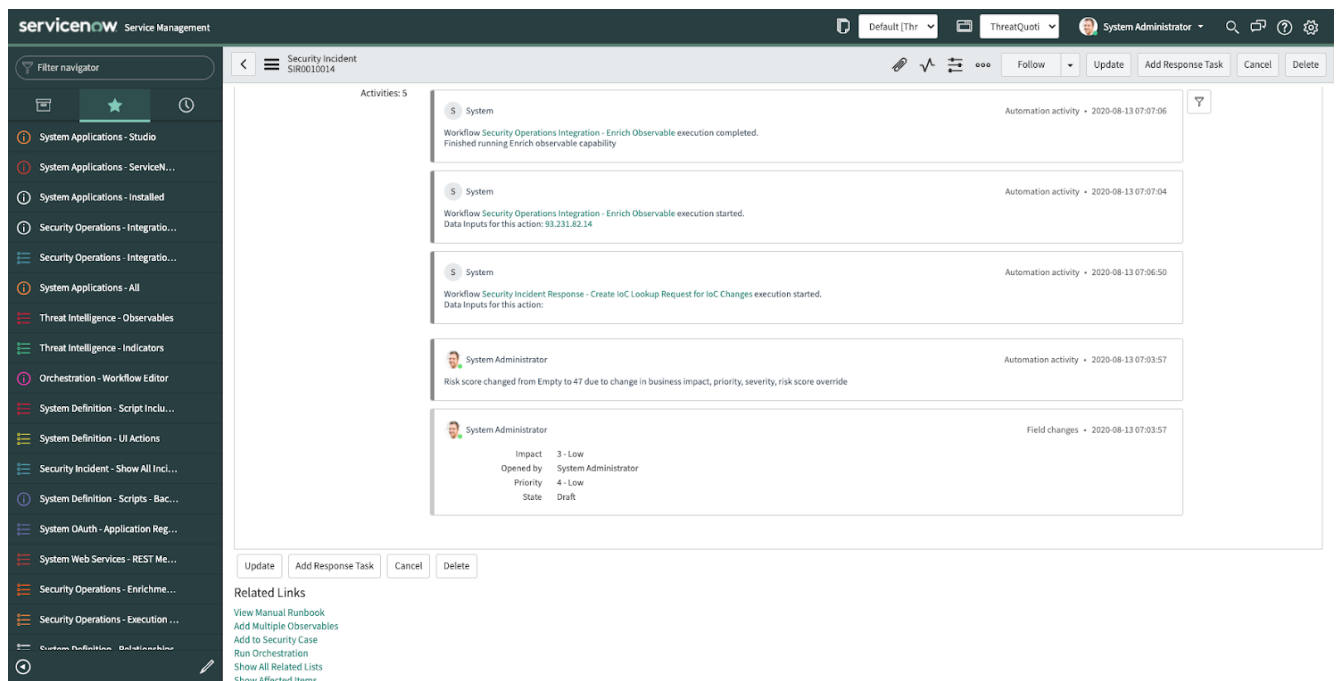 servicenow Service Management
Default [Thr
ThreatQuoti
System Administrator
Filter navigator
System Applications - Studio
System Applications - ServiceN...
System Applications - Installed
Security Operations - Integratio...
Security Operations - Integratio...
System Applications - All
Threat Intelligence - Observables
Threat Intelligence - Indicators
Orchestration - Workflow Editor
System Definition - Script Inclu...
System Definition - UI Actions
Security Incident - Show All Inci...
System Definition - Scripts - Bac...
System OAuth - Application Reg...
System Web Services - REST Me...
Security Operations - Enrichme...
Security Operations - Execution ...
System Definition - Relationships
Security Incident
SIR0010014
Follow
Update
Add Response Task
Cancel
Delete
Activities: 5
S System
Automation activity • 2020-08-13 07:07:06
Workflow Security Operations Integration - Enrich Observable execution completed.
Finished running Enrich observable capability
S System
Automation activity • 2020-08-13 07:07:04
Workflow Security Operations Integration - Enrich Observable execution started.
Data Inputs for this action: 93.231.82.14
S System
Automation activity • 2020-08-13 07:06:50
Workflow Security Incident Response - Create IoC Lookup Request for IoC Changes execution started.
Data Inputs for this action:
System Administrator
Automation activity • 2020-08-13 07:03:57
Risk score changed from Empty to 47 due to change in business impact, priority, severity, risk score override
System Administrator
Field changes • 2020-08-13 07:03:57
Impact 3 - Low
Opened by System Administrator
Priority 4 - Low
State Draft
Update
Add Response Task
Cancel
Delete
Related Links
View Manual Runbook
Add Multiple Observables
Add to Security Case
Run Orchestration
Show All Related Lists
Show Affected Items